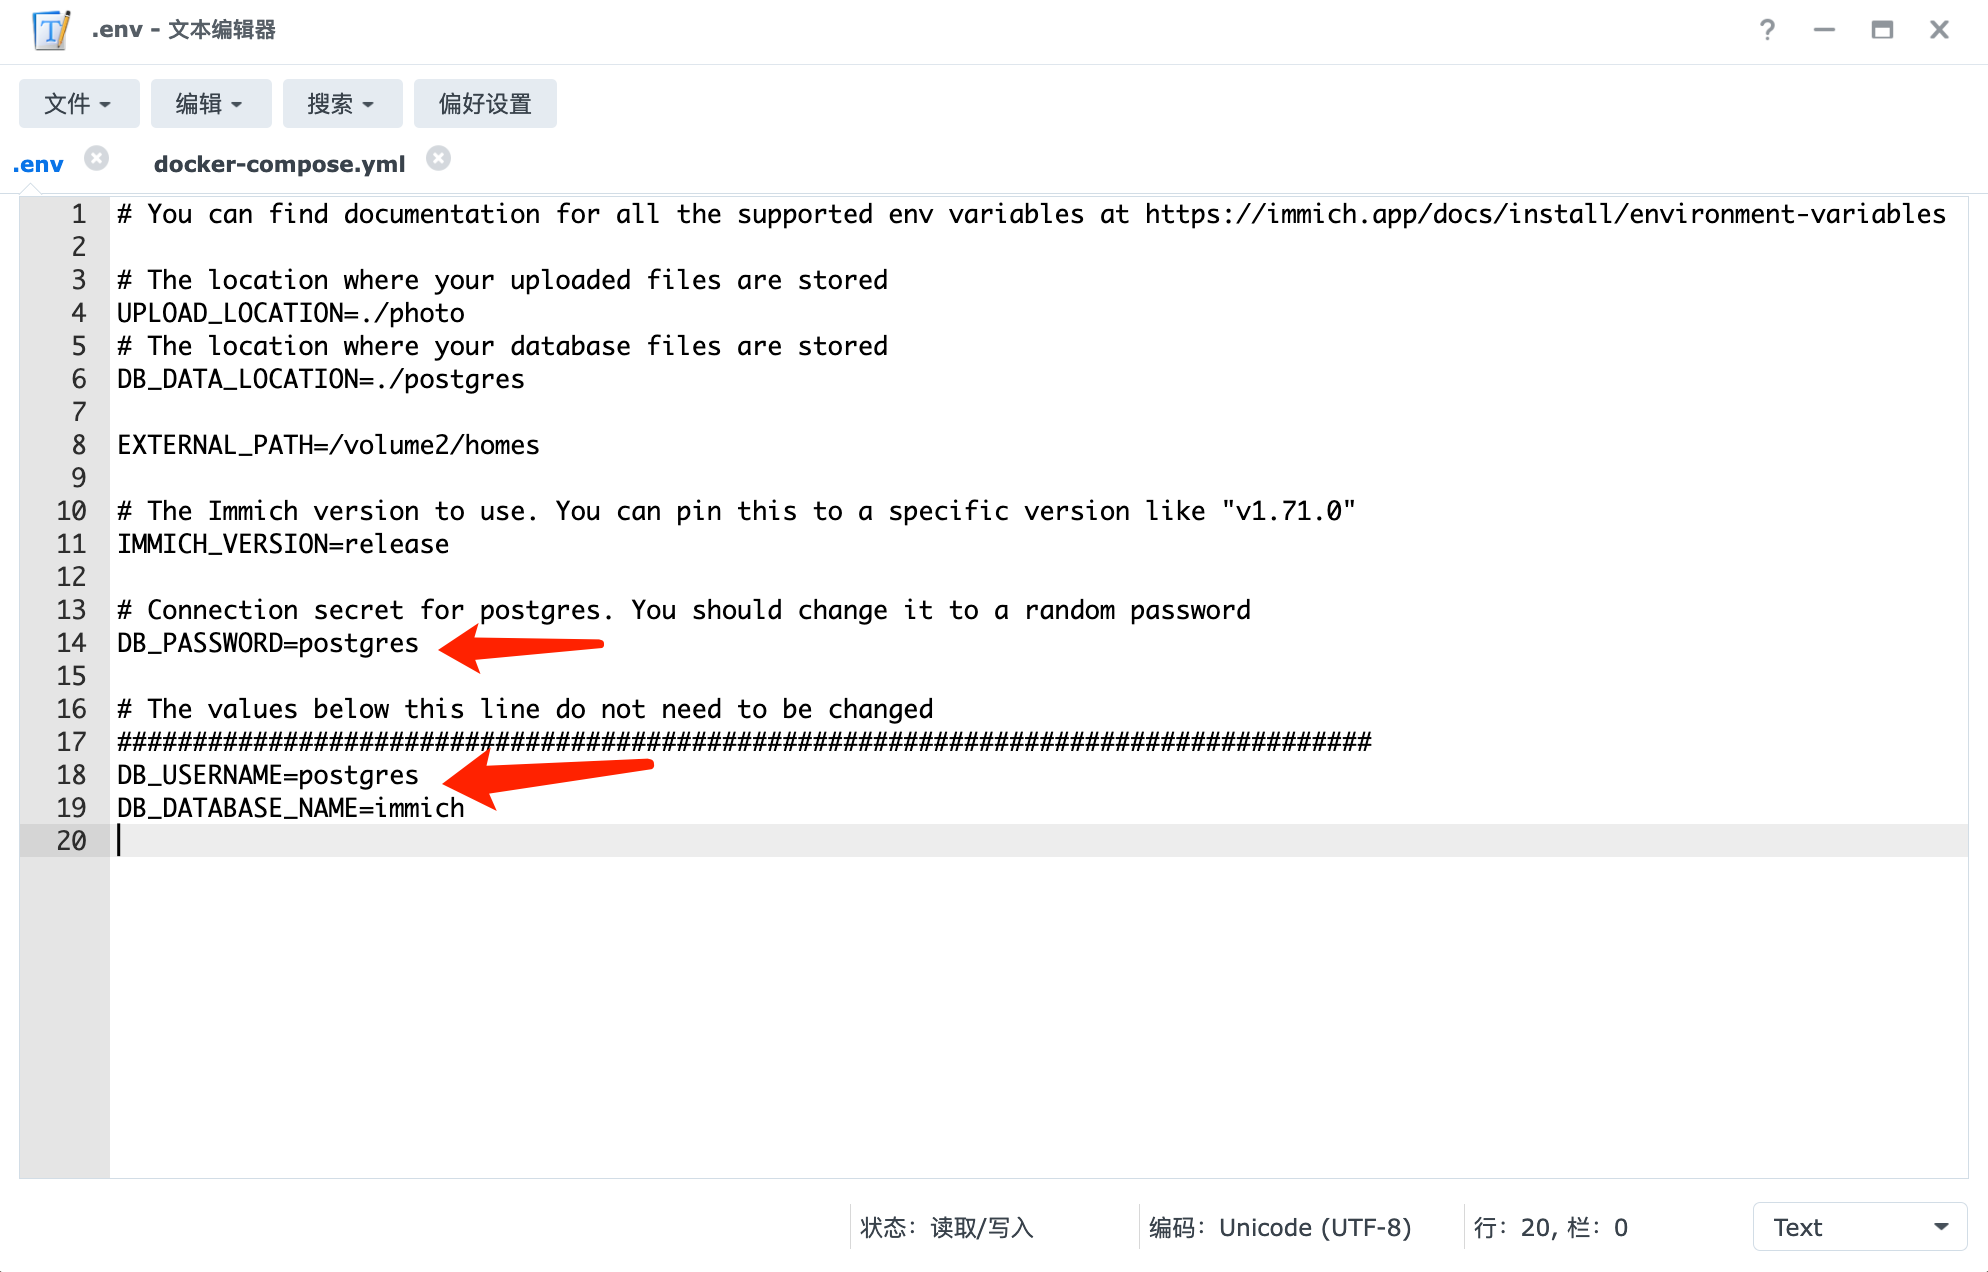 .env - 文本编辑器
文件 编辑 搜索 偏好设置
.env docker-compose.yml
1 # You can find documentation for all the supported env variables at https://immich.app/docs/install/environment-variables
2
3 # The location where your uploaded files are stored
4 UPLOAD_LOCATION=./photo
5 # The location where your database files are stored
6 DB_DATA_LOCATION=./postgres
7
8 EXTERNAL_PATH=/volume2/homes
9
10 # The Immich version to use. You can pin this to a specific version like "v1.71.0"
11 IMMICH_VERSION=release
12
13 # Connection secret for postgres. You should change it to a random password
14 DB_PASSWORD=postgres
15
16 # The values below this line do not need to be changed
17 ###################################################################################
18 DB_USERNAME=postgres
19 DB_DATABASE_NAME=immich
20
状态：读取/写入 编码：Unicode (UTF-8) 行：20, 栏：0 Text